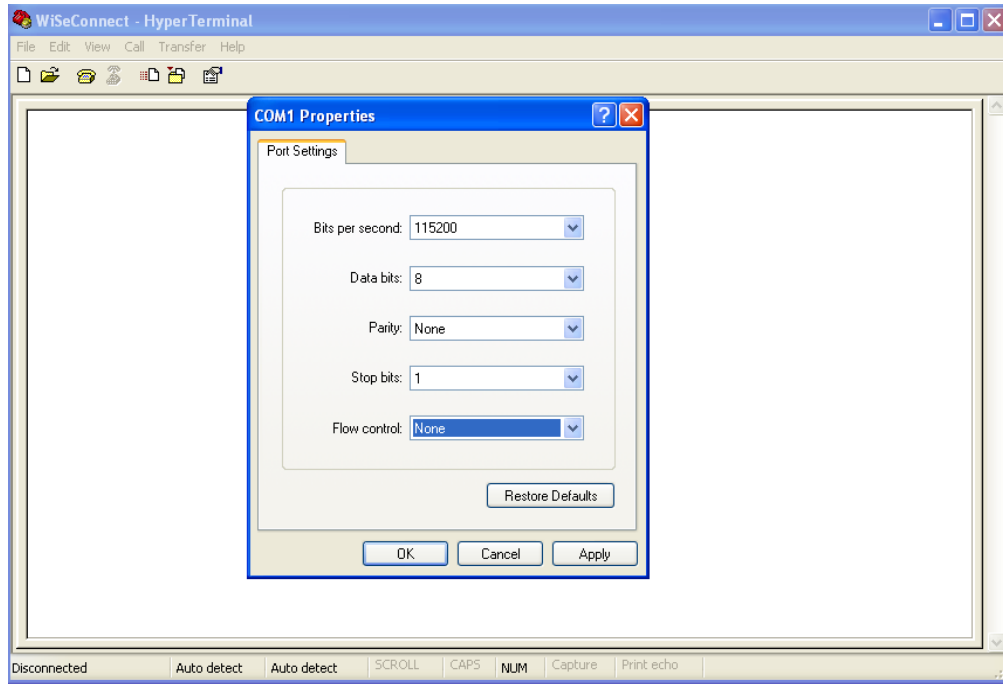 WiSeConnect - HyperTerminal
File Edit View Call Transfer Help
COM1 Properties
Port Settings
Bits per second: 115200
Data bits: 8
Parity: None
Stop bits: 1
Flow control: None
Restore Defaults
OK Cancel Apply
Disconnected Auto detect Auto detect SCROLL CAPS NUM Capture Print echo